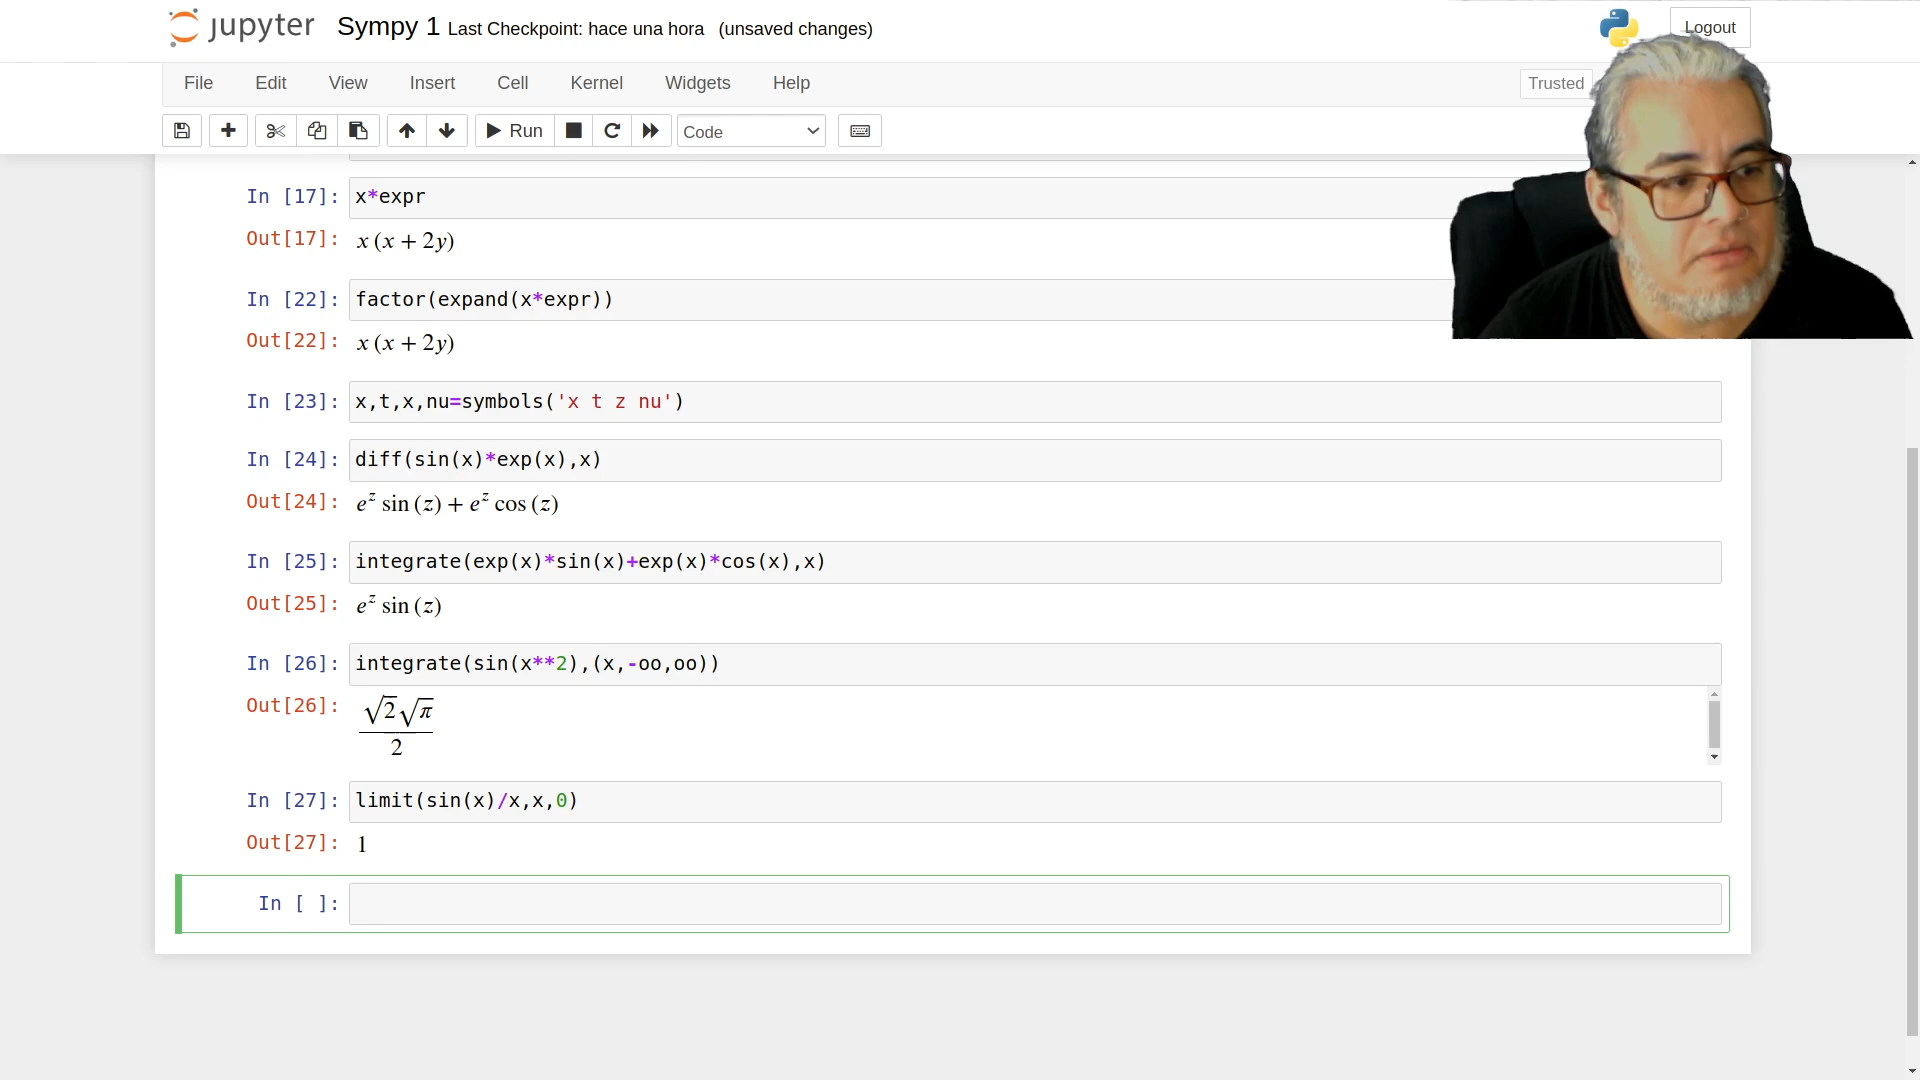 jupyter Sympy 1 Last Checkpoint: hace una hora (unsaved changes)
Logout
File Edit View Insert Cell Kernel Widgets Help
Trusted
Run
Code
In [17]: x*expr
Out[17]: x (x + 2y)
In [22]: factor(expand(x*expr))
Out[22]: x (x + 2y)
In [23]: x,t,x,nu=symbols('x t z nu')
In [24]: diff(sin(x)*exp(x),x)
Out[24]: e^z sin (z) + e^z cos (z)
In [25]: integrate(exp(x)*sin(x)+exp(x)*cos(x),x)
Out[25]: e^z sin (z)
In [26]: integrate(sin(x**2),(x,-oo,oo))
Out[26]: √2√π
2
In [27]: limit(sin(x)/x,x,0)
Out[27]: 1
In [ ]: